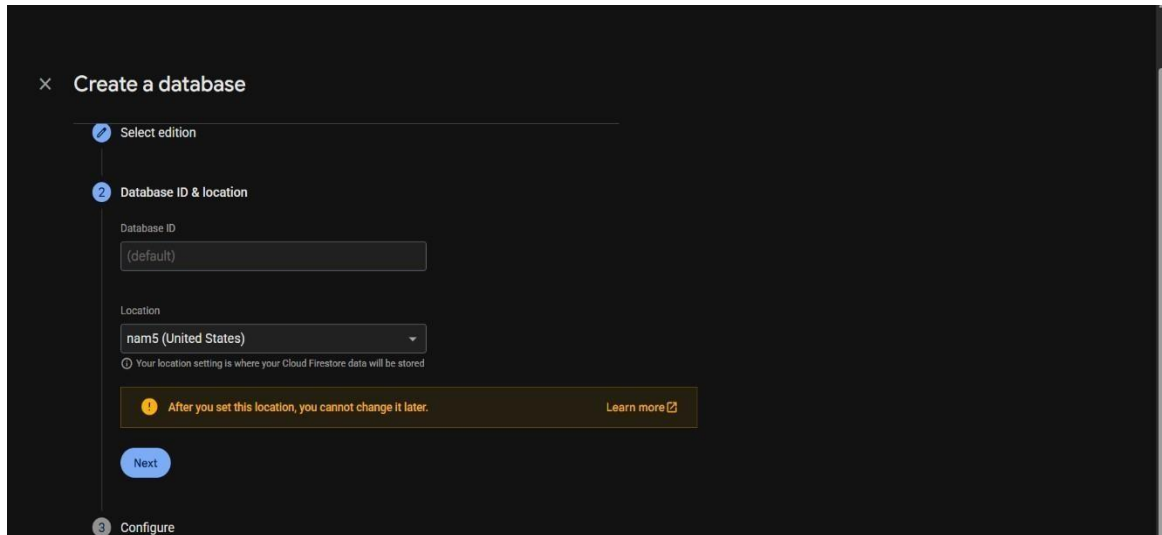 Create a database
Select edition
2 Database ID & location
Database ID
(default)
Location
nam5 (United States)
Your location setting is where your Cloud Firestore data will be stored
After you set this location, you cannot change it later. Learn more
Next
3 Configure